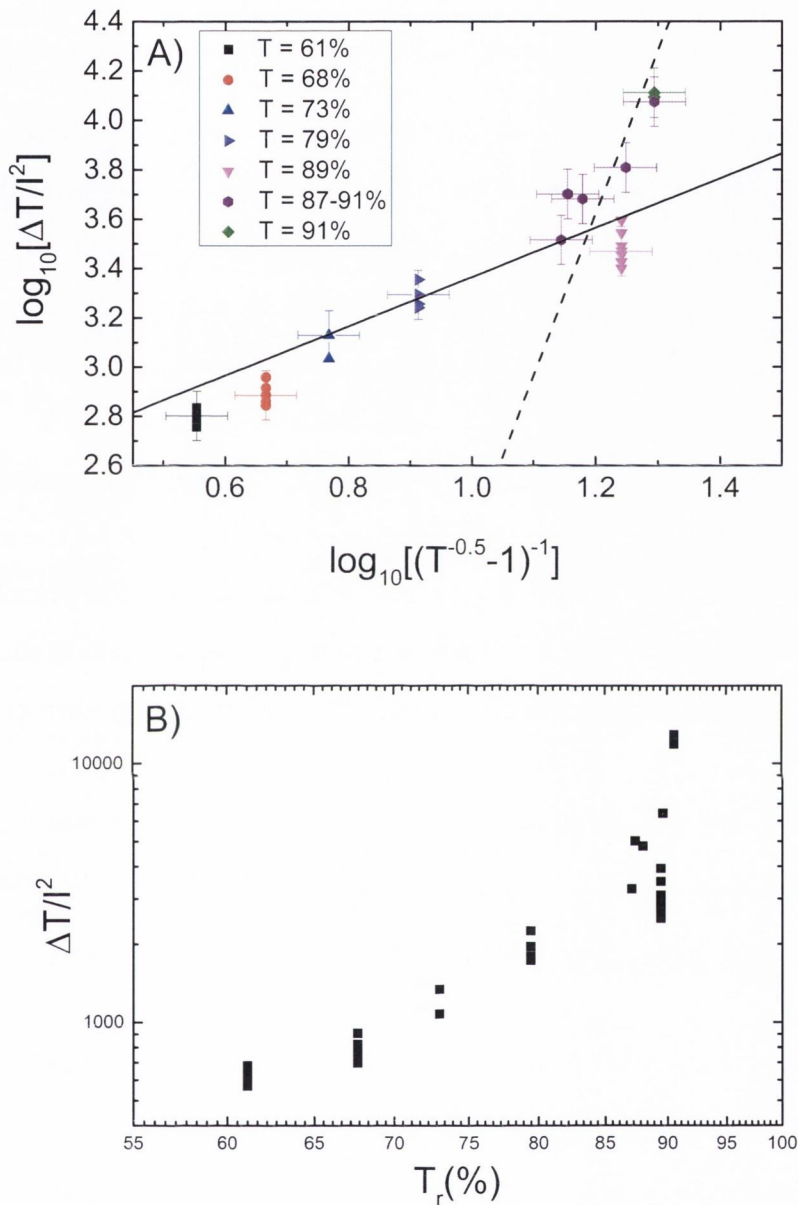 A)
T = 61%
T = 68%
T = 73%
T = 79%
T = 89%
T = 87-91%
T = 91%
4.4
4.2
4.0
3.8
3.6
3.4
3.2
3.0
2.8
2.6
log₁₀[ΔT/I²]
0.6 0.8 1.0 1.2 1.4
log₁₀[(T⁻⁰·⁵-1)⁻¹]
B)
10000
1000
ΔT/I²
55 60 65 70 75 80 85 90 95 100
Tᵣ(%)